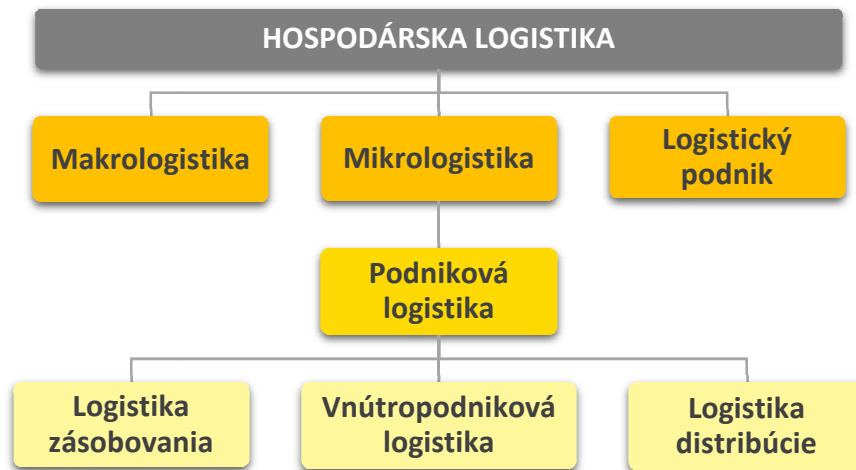 HOSPODÁRSKA LOGISTIKA
Makrologistika
Mikrologistika
Logistický
podnik
Podniková
logistika
Logistika
zásobovania
Vnútropodniková
logistika
Logistika
distribúcie